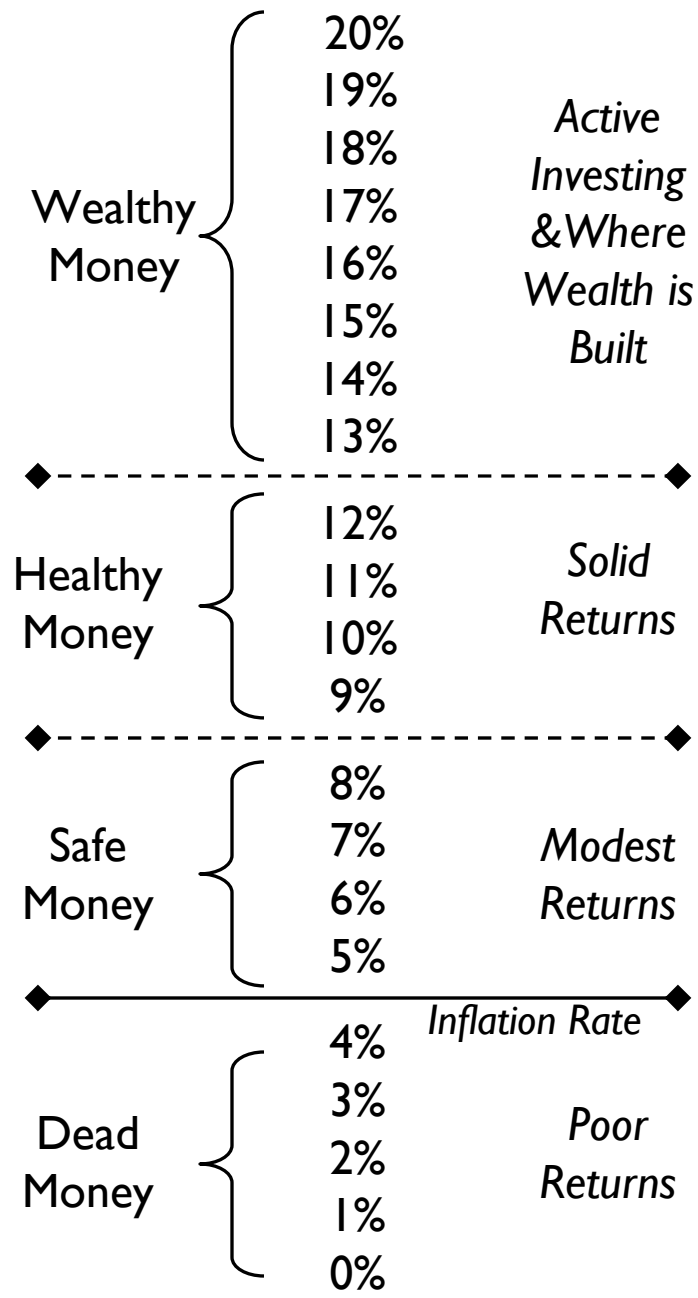 20%
19%
18%
17%
16%
15%
14%
13%
Wealthy
Money
Active
Investing
&Where
Wealth is
Built
12%
11%
10%
9%
Healthy
Money
Solid
Returns
8%
7%
6%
5%
Safe
Money
Modest
Returns
Inflation Rate
4%
3%
2%
1%
0%
Dead
Money
Poor
Returns